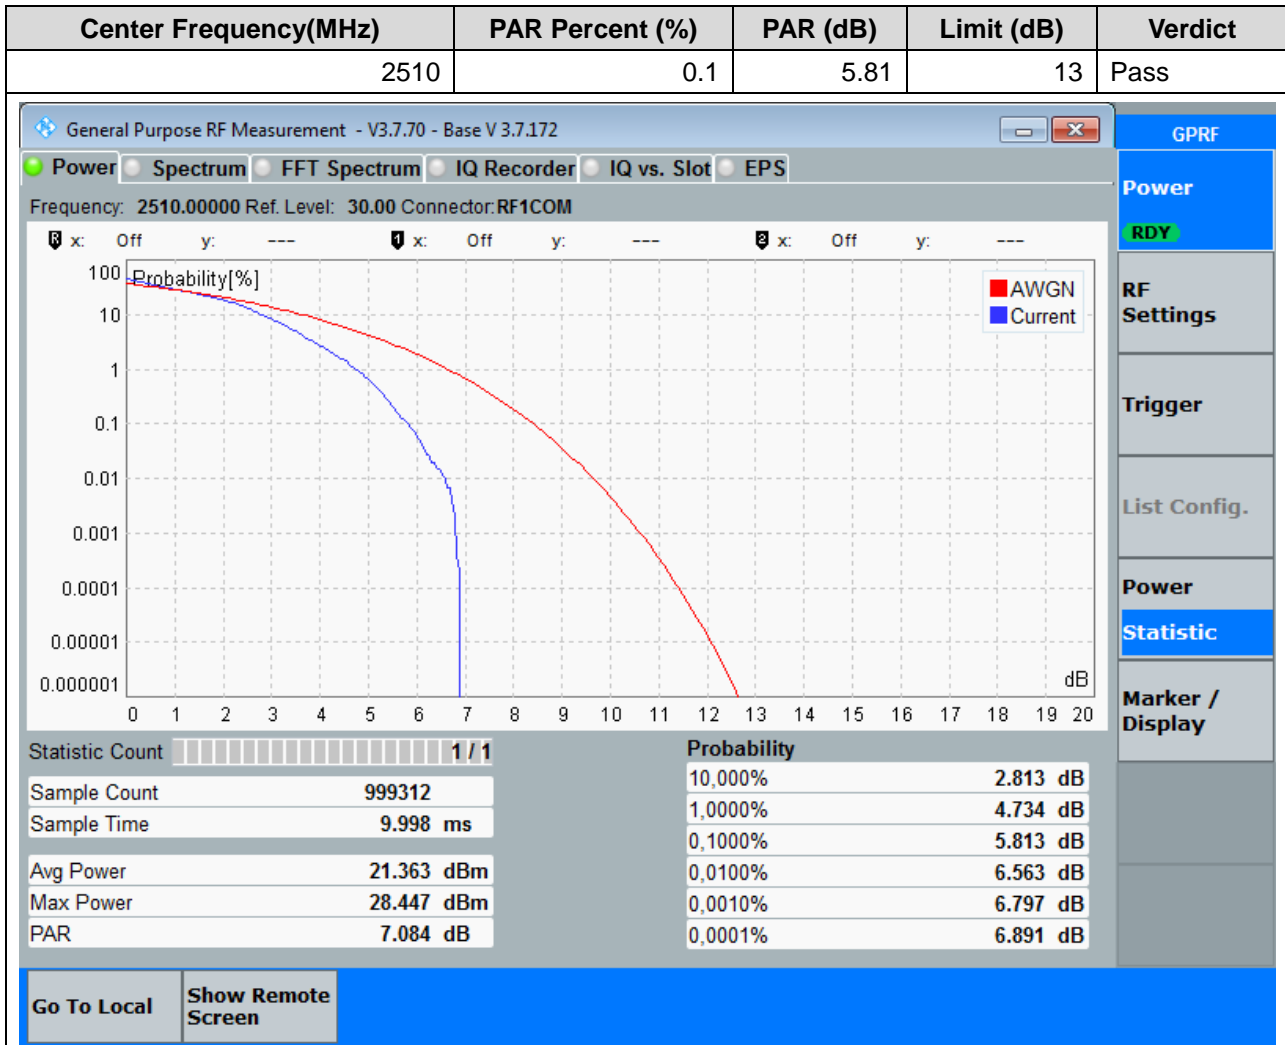 Center Frequency(MHz) PAR Percent (%) PAR (dB) Limit (dB) Verdict
2510 0.1 5.81 13 Pass
General Purpose RF Measurement - V3.7.70 - Base V 3.7.172
GPRF
Power Spectrum FFT Spectrum IQ Recorder IQ vs. Slot EPS
Frequency: 2510.00000 Ref. Level: 30.00 Connector: RF1COM
R x: Off y: --- 1 x: Off y: --- 2 x: Off y: ---
Probability[%]
AWGN
Current
100
10
1
0.1
0.01
0.001
0.0001
0.00001
0.000001
dB
0 1 2 3 4 5 6 7 8 9 10 11 12 13 14 15 16 17 18 19 20
Statistic Count 1 / 1
Sample Count 999312
Sample Time 9.998 ms
Avg Power 21.363 dBm
Max Power 28.447 dBm
PAR 7.084 dB
Probability
10,000% 2.813 dB
1,0000% 4.734 dB
0,1000% 5.813 dB
0,0100% 6.563 dB
0,0010% 6.797 dB
0,0001% 6.891 dB
Power
RDY
RF
Settings
Trigger
List Config.
Power
Statistic
Marker /
Display
Go To Local
Show Remote
Screen